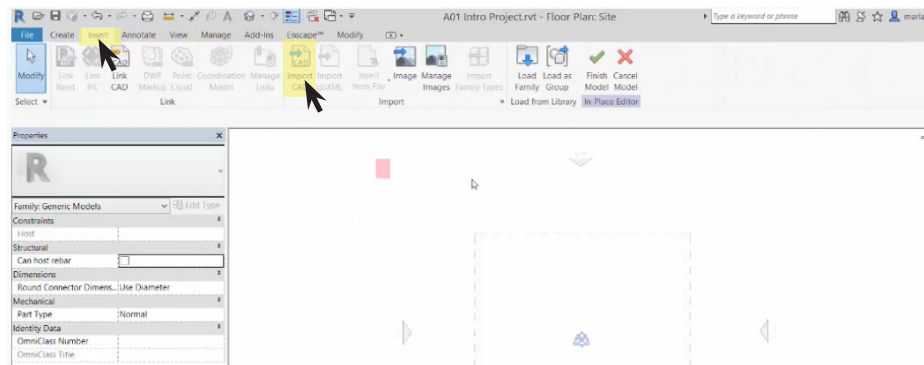 A01 Intro Project.rvt - Floor Plan: Site
Type a keyword or phrase
maria
File Create Insert Annotate View Manage Add-Ins Enscape™ Modify
Modify
Link Revit
Link IFC
Link CAD
DWF Markup
Point Cloud
Coordination Model
Manage Links
Import CAD
Import gbXML
Insert from File
Image
Manage Images
Import Family Types
Load Family
Load as Group
Finish Model
Cancel Model
Select
Link
Import
Load from Library
In-Place Editor
Properties
R
Family: Generic Models
Edit Type
Constraints
Host
Structural
Can host rebar
Dimensions
Round Connector Dimens... Use Diameter
Mechanical
Part Type Normal
Identity Data
OmniClass Number
OmniClass Title